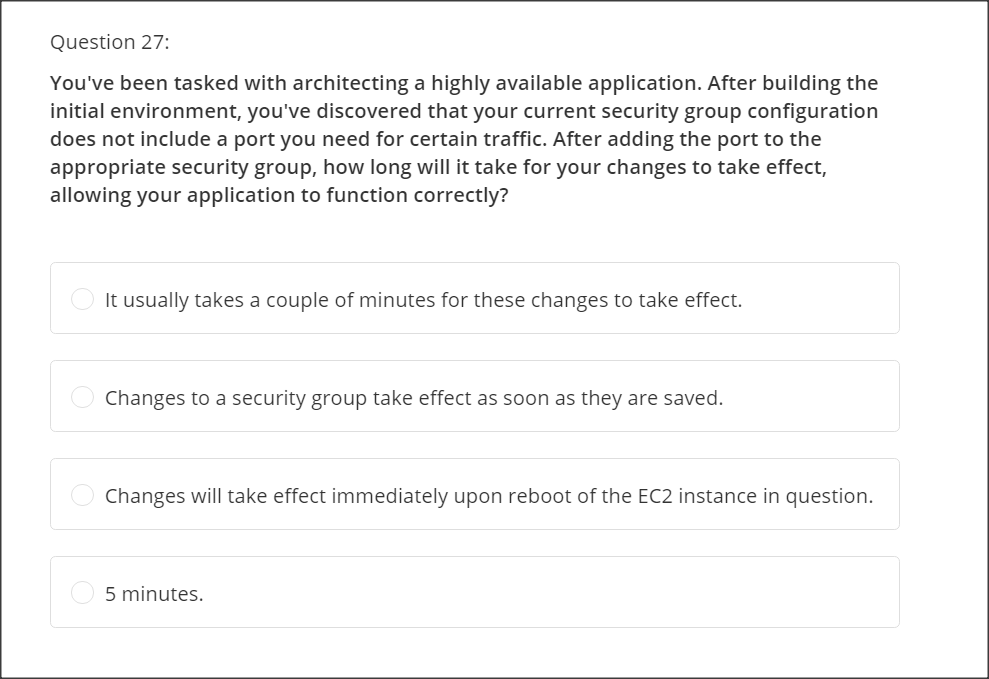 Question 27:
You've been tasked with architecting a highly available application. After building the
initial environment, you've discovered that your current security group configuration
does not include a port you need for certain traffic. After adding the port to the
appropriate security group, how long will it take for your changes to take effect,
allowing your application to function correctly?
It usually takes a couple of minutes for these changes to take effect.
Changes to a security group take effect as soon as they are saved.
Changes will take effect immediately upon reboot of the EC2 instance in question.
5 minutes.